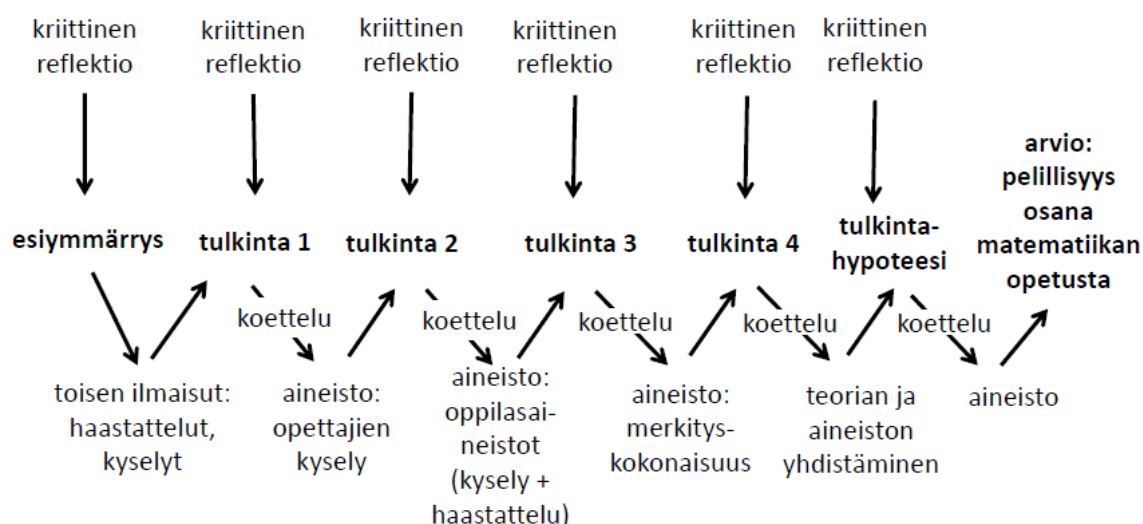 kriittinen
reflektio
kriittinen
reflektio
kriittinen
reflektio
kriittinen
reflektio
kriittinen
reflektio
kriittinen
reflektio
esiymmärrys
tulkinta 1
tulkinta 2
tulkinta 3
tulkinta 4
tulkinta-
hypoteesi
arvio:
pelillisyys
osana
matematiikan
opetusta
koettelu
koettelu
koettelu
koettelu
koettelu
toisen ilmaisut:
haastattelut,
kyselyt
aineisto:
opettajien
kysely
aineisto:
oppilasai-
neistot
(kysely +
haastattelu)
aineisto:
merkitys-
kokonaisuus
teorian ja
aineiston
yhdistäminen
aineisto